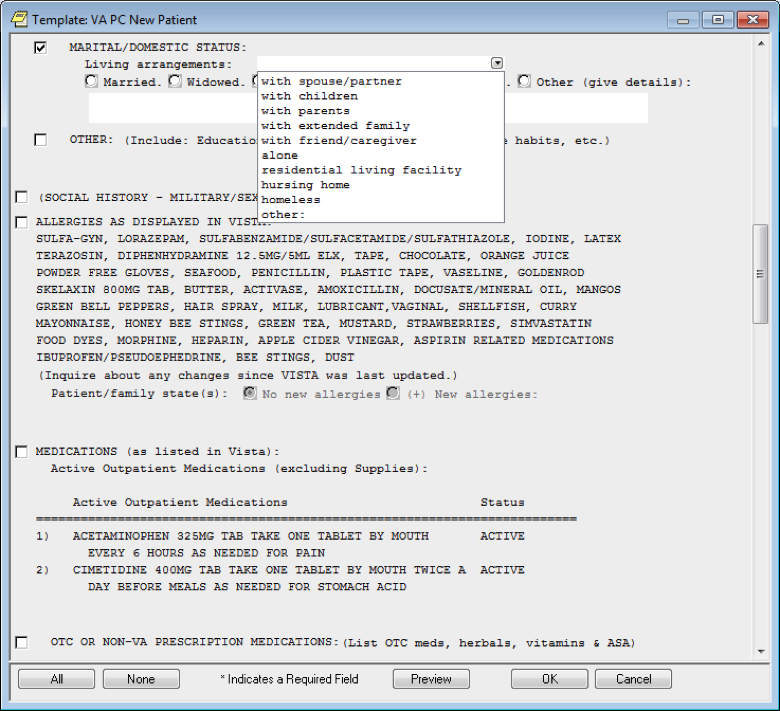 Template: VA PC New Patient
MARITAL/DOMESTIC STATUS:
Living arrangements:
Married. Widowed. . Other (give details):
with spouse/partner
with children
with parents
with extended family
with friend/caregiver
alone
residential living facility
hursing home
homeless
other:
OTHER: (Include: Educatio habits, etc.)
(SOCIAL HISTORY - MILITARY/SEX
ALLERGIES AS DISPLAYED IN VISTA:
SULFA-GYN, LORAZEPAM, SULFABENZAMIDE/SULFACETAMIDE/SULFATHIAZOLE, IODINE, LATEX
TERAZOSIN, DIPHENHYDRAMINE 12.5MG/5ML ELX, TAPE, CHOCOLATE, ORANGE JUICE
POWDER FREE GLOVES, SEAFOOD, PENICILLIN, PLASTIC TAPE, VASELINE, GOLDENROD
SKELAXIN 800MG TAB, BUTTER, ACTIVASE, AMOXICILLIN, DOCUSATE/MINERAL OIL, MANGOS
GREEN BELL PEPPERS, HAIR SPRAY, MILK, LUBRICANT,VAGINAL, SHELLFISH, CURRY
MAYONNAISE, HONEY BEE STINGS, GREEN TEA, MUSTARD, STRAWBERRIES, SIMVASTATIN
FOOD DYES, MORPHINE, HEPARIN, APPLE CIDER VINEGAR, ASPIRIN RELATED MEDICATIONS
IBUPROFEN/PSEUDOEPHEDRINE, BEE STINGS, DUST
(Inquire about any changes since VISTA was last updated.)
Patient/family state(s): No new allergies (+) New allergies:
MEDICATIONS (as listed in Vista):
Active Outpatient Medications (excluding Supplies):
Active Outpatient Medications Status
=========================================================================
1) ACETAMINOPHEN 325MG TAB TAKE ONE TABLET BY MOUTH ACTIVE
EVERY 6 HOURS AS NEEDED FOR PAIN
2) CIMETIDINE 400MG TAB TAKE ONE TABLET BY MOUTH TWICE A ACTIVE
DAY BEFORE MEALS AS NEEDED FOR STOMACH ACID
OTC OR NON-VA PRESCRIPTION MEDICATIONS: (List OTC meds, herbals, vitamins & ASA)
All None * Indicates a Required Field Preview OK Cancel